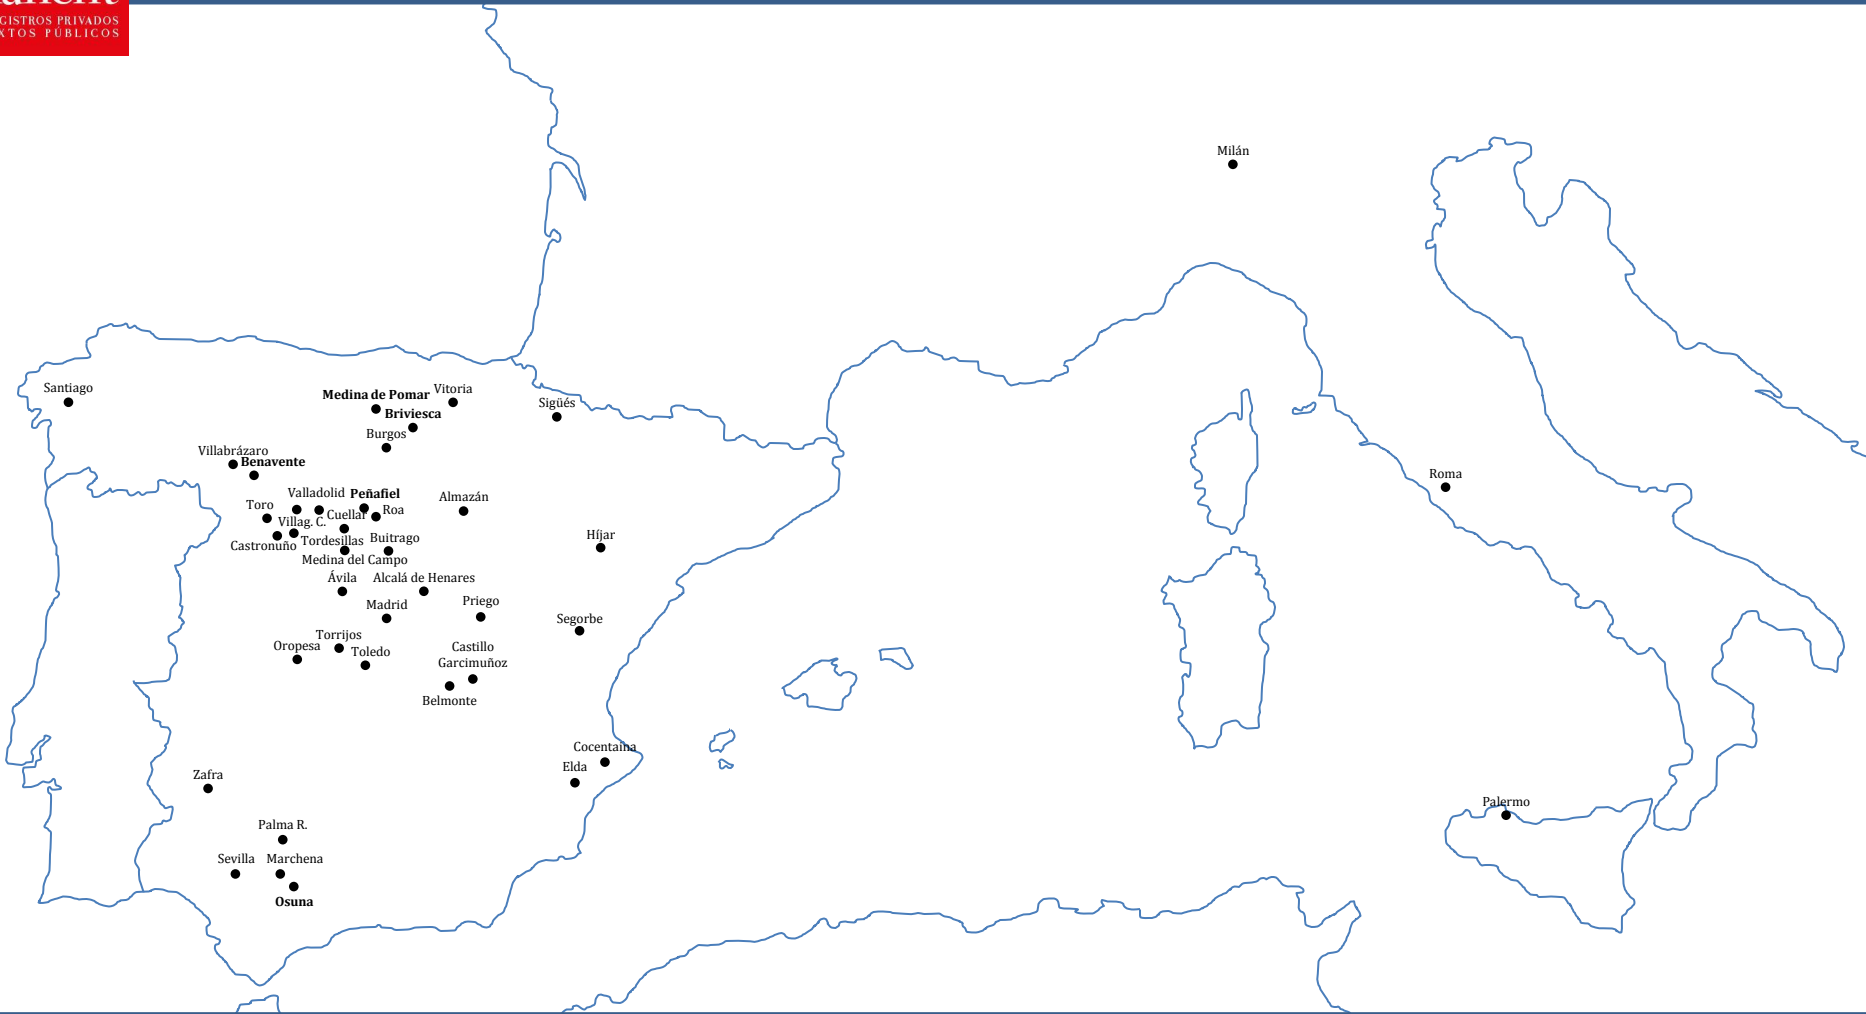 GISTROS PRIVADOS
XTOS PÚBLICOS
Milán
Santiago
Medina de Pomar
Vitoria
Briviesca
Sigüés
Burgos
Villabrázaro
Benavente
Roma
Valladolid
Peñafiel
Almazán
Toro
Roa
Cuellar
Villag. C.
Híjar
Castronuño
Tordesillas
Buitrago
Medina del Campo
Ávila
Alcalá de Henares
Priego
Madrid
Segorbe
Torrijos
Oropesa
Toledo
Castillo
Garcimuñoz
Belmonte
Cocentaina
Elda
Zafra
Palermo
Palma R.
Sevilla
Marchena
Osuna